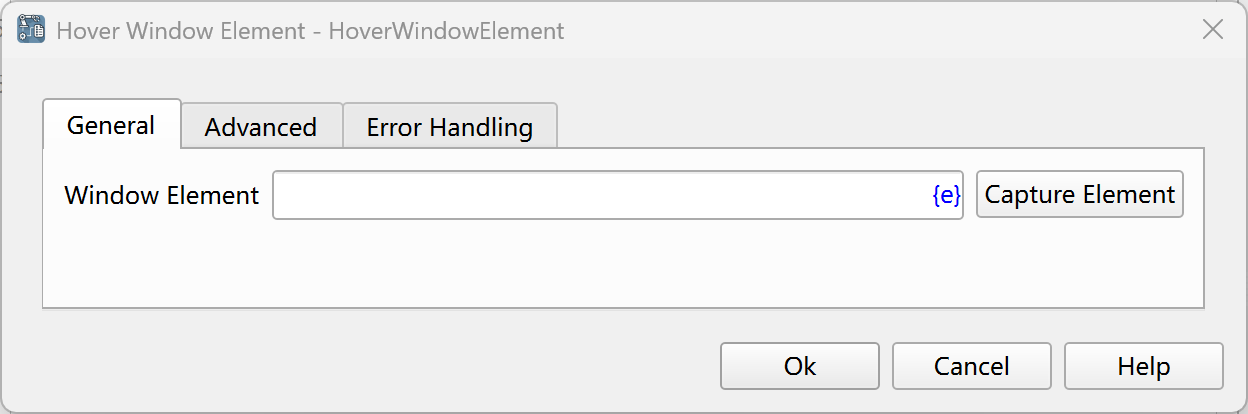 Hover Window Element - HoverWindowElement
General Advanced Error Handling
Window Element {e} Capture Element
Ok Cancel Help